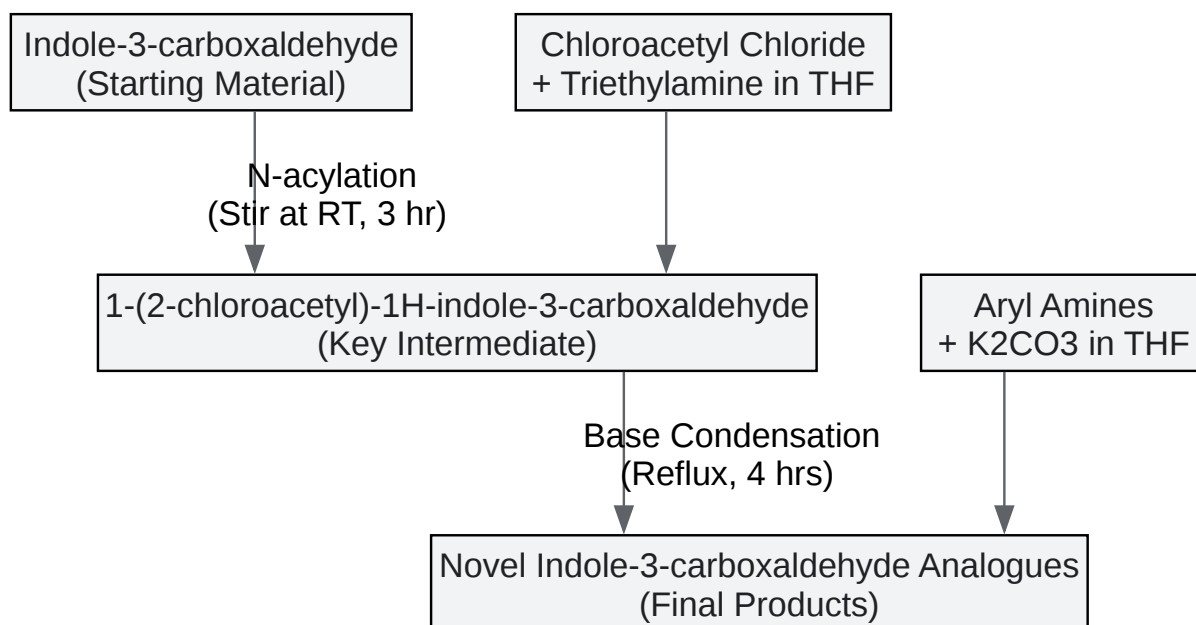 Indole-3-carboxaldehyde
(Starting Material)
Chloroacetyl Chloride
+ Triethylamine in THF
N-acylation
(Stir at RT, 3 hr)
1-(2-chloroacetyl)-1H-indole-3-carboxaldehyde
(Key Intermediate)
Aryl Amines
+ K2CO3 in THF
Base Condensation
(Reflux, 4 hrs)
Novel Indole-3-carboxaldehyde Analogues
(Final Products)